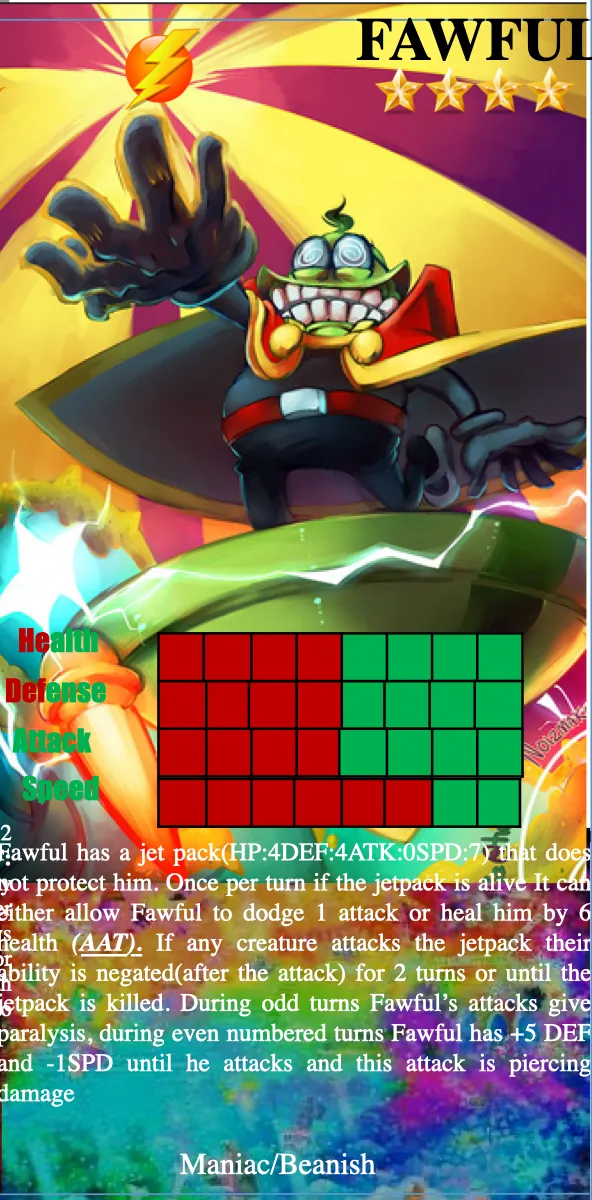 FAWFUL
Health
Defense
Attack
Speed
Noizmak
2
Fawful has a jet pack(HP:4DEF:4ATK:0SPD:7) that does
not protect him. Once per turn if the jetpack is alive It can
either allow Fawful to dodge 1 attack or heal him by 6
health (AAT). If any creature attacks the jetpack their
ability is negated(after the attack) for 2 turns or until the
jetpack is killed. During odd turns Fawful’s attacks give
paralysis, during even numbered turns Fawful has +5 DEF
and -1SPD until he attacks and this attack is piercing
damage
Maniac/Beanish